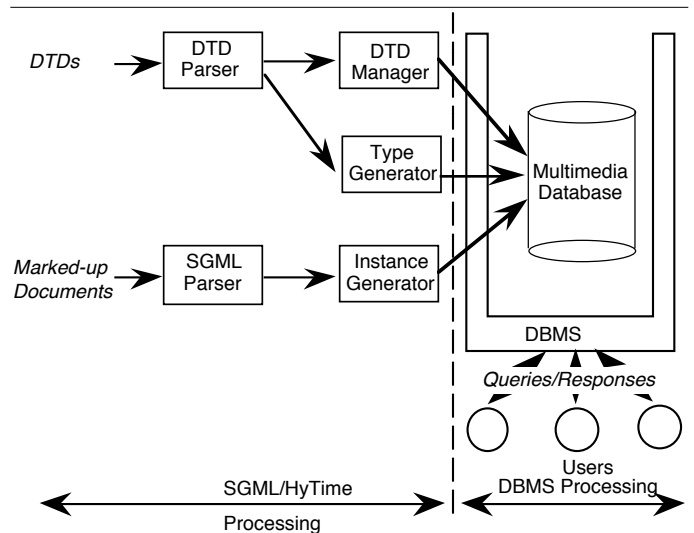 DTDs
DTD
Parser
DTD
Manager
Type
Generator
Multimedia
Database
Marked-up
Documents
SGML
Parser
Instance
Generator
DBMS
Queries/Responses
Users
SGML/HyTime
Processing
DBMS Processing